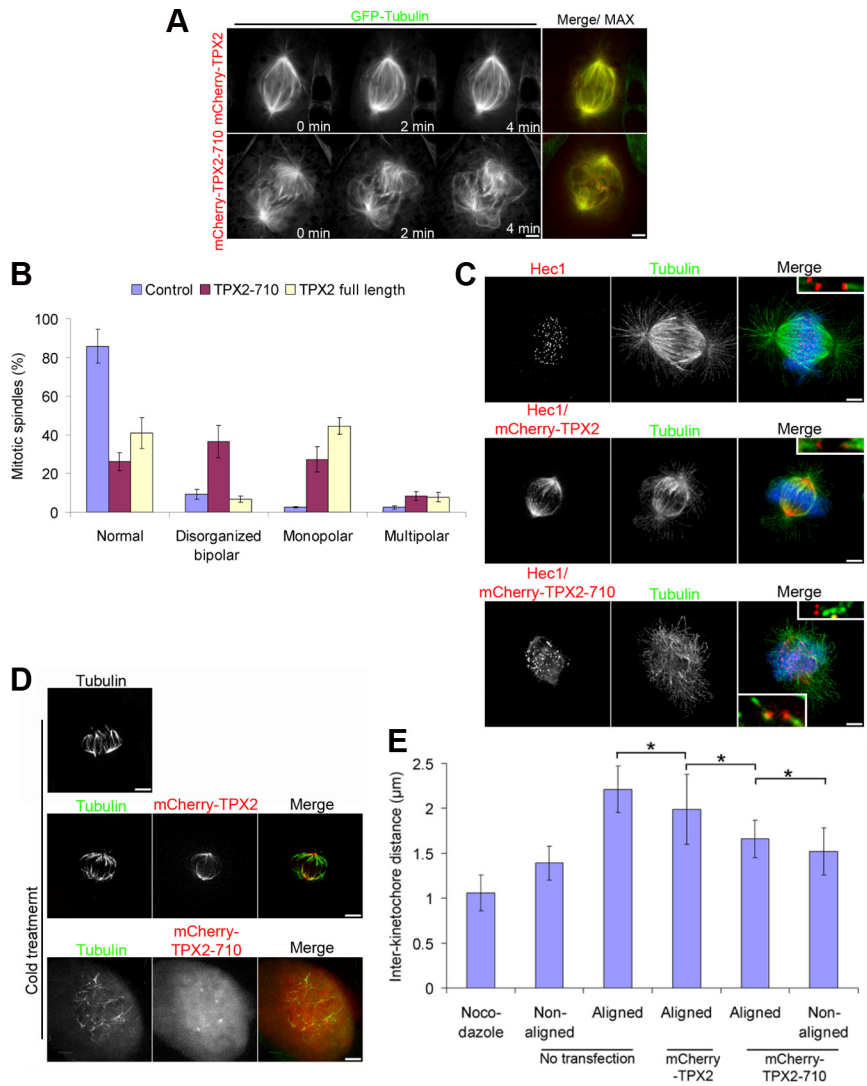 A
GFP-Tubulin
Merge/ MAX
mCherry-TPX2
0 min
2 min
4 min
mCherry-TPX2-710
0 min
2 min
4 min
B
Control
TPX2-710
TPX2 full length
Mitotic spindles (%)
100
80
60
40
20
0
Normal
Disorganized
bipolar
Monopolar
Multipolar
C
Hec1
Tubulin
Merge
Hec1/
mCherry-TPX2
Tubulin
Merge
Hec1/
mCherry-TPX2-710
Tubulin
Merge
D
Cold treatmernt
Tubulin
Tubulin
mCherry-TPX2
Merge
Tubulin
mCherry-
TPX2-710
Merge
E
Inter-kinetochore distance (μm)
2.5
2
1.5
1
0.5
0
* * *
Noco-
dazole
Non-
aligned
Aligned
Aligned
Aligned
Non-
aligned
No transfection
mCherry
-TPX2
mCherry-
TPX2-710